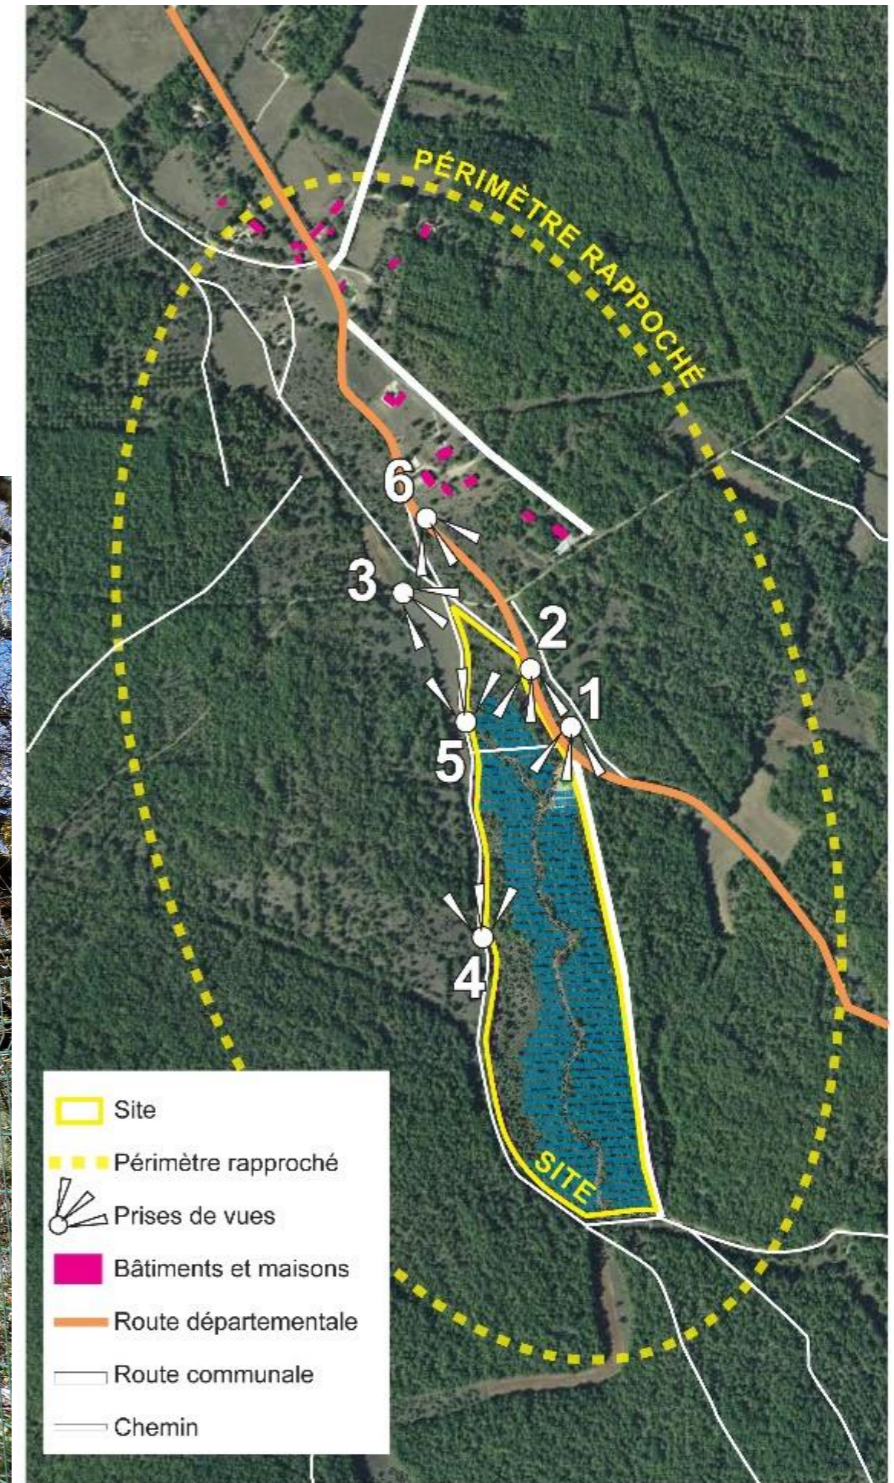 PÉRIMÈTRE RAPPOCHÉ
6
3
2
1
5
4
SITE
Site
Périmètre rapproché
Prises de vues
Bâtiments et maisons
Route départementale
Route communale
Chemin